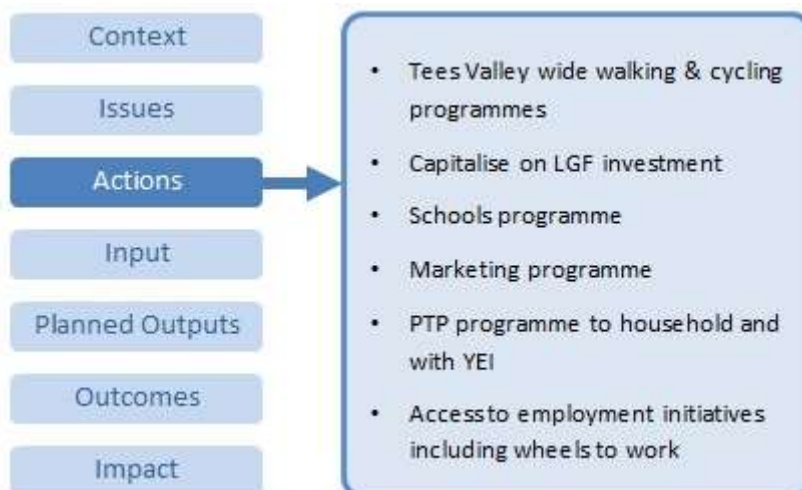 Context
Issues
Actions
Input
Planned Outputs
Outcomes
Impact
• Tees Valley wide walking & cycling
programmes
• Capitalise on LGF investment
• Schools programme
• Marketing programme
• PTP programme to household and
with YEI
• Access to employment initiatives
including wheels to work